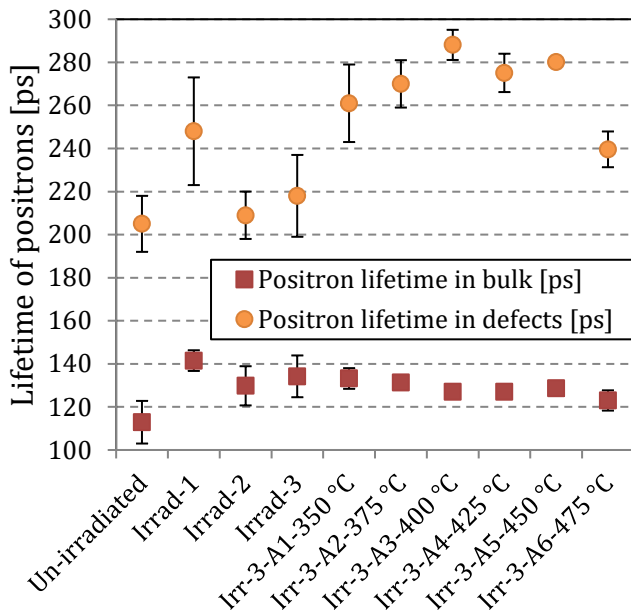 Lifetime of positrons [ps]
300
280
260
240
220
200
180
160
140
120
100
Positron lifetime in bulk [ps]
Positron lifetime in defects [ps]
Un-irradiated
Irrad-1
Irrad-2
Irrad-3
Irr-3-A1-350 °C
Irr-3-A2-375 °C
Irr-3-A3-400 °C
Irr-3-A4-425 °C
Irr-3-A5-450 °C
Irr-3-A6-475 °C